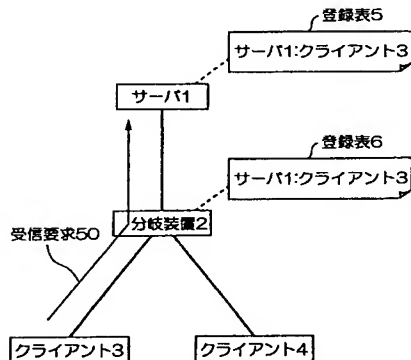 登録表5
サーバ1:クライアント3
サーバ1
登録表6
サーバ1:クライアント3
分岐装置2
受信要求50
クライアント3
クライアント4